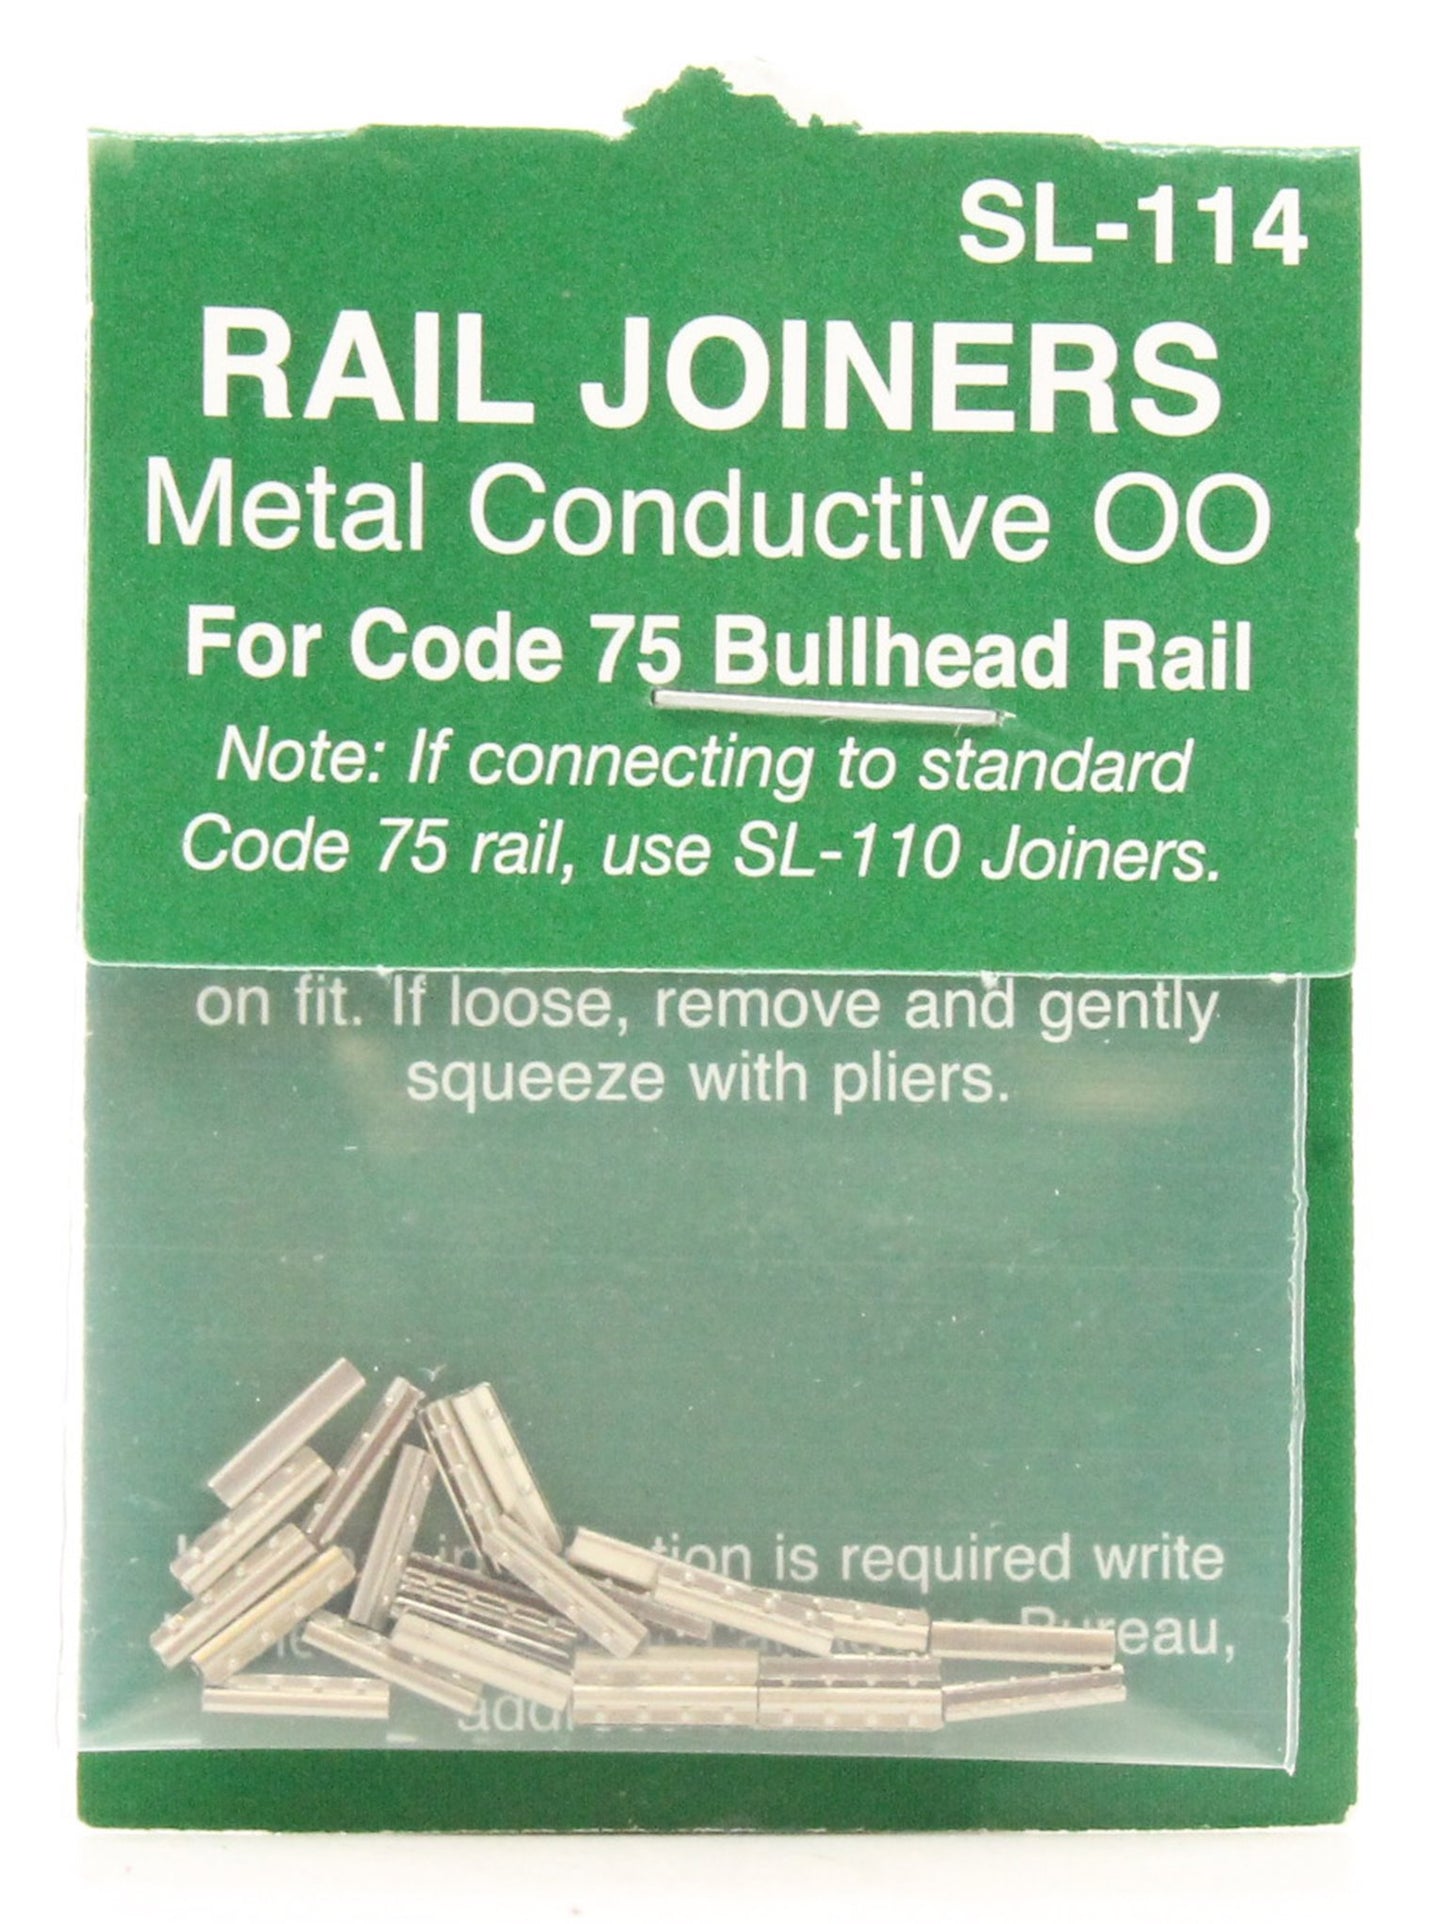 SL-114
RAIL JOINERS
Metal Conductive OO
For Code 75 Bullhead Rail
Note: If connecting to standard
Code 75 rail, use SL-110 Joiners.
on fit. If loose, remove and gently
squeeze with pliers.
is required write
Bureau,